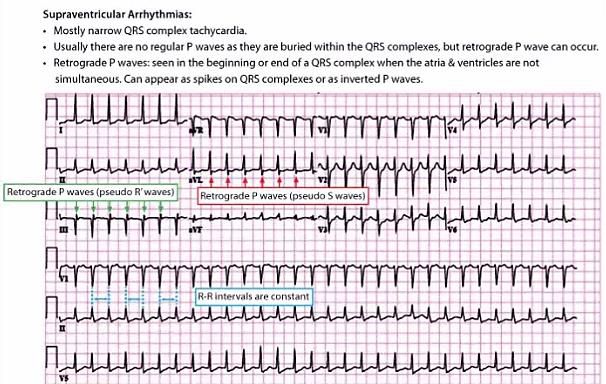 Supraventricular Arrhythmias:
• Mostly narrow QRS complex tachycardia.
• Usually there are no regular P waves as they are buried within the QRS complexes, but retrograde P wave can occur.
• Retrograde P waves: seen in the beginning or end of a QRS complex when the atria & ventricles are not
simultaneous. Can appear as spikes on QRS complexes or as inverted P waves.
I aVR V1 V4
II aVL V2 V5
Retrograde P waves (pseudo R' waves)
Retrograde P waves (pseudo S waves)
III aVF V3 V6
V1
R-R intervals are constant
II
V5